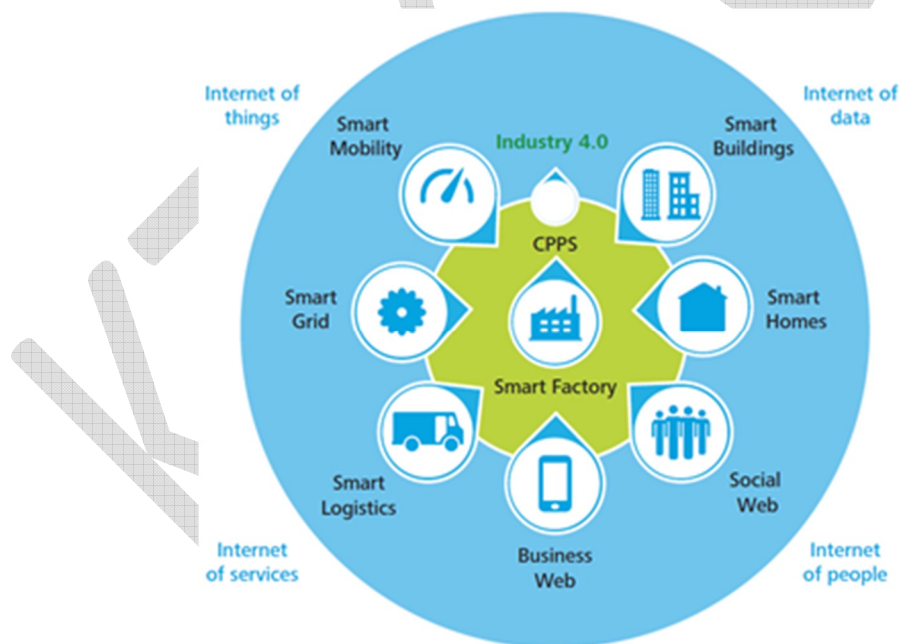 Internet of
things
Internet of
data
Smart
Mobility
Industry 4.0
Smart
Buildings
CPPS
Smart
Grid
Smart
Homes
Smart Factory
Smart
Logistics
Social
Web
Business
Web
Internet
of services
Internet
of people